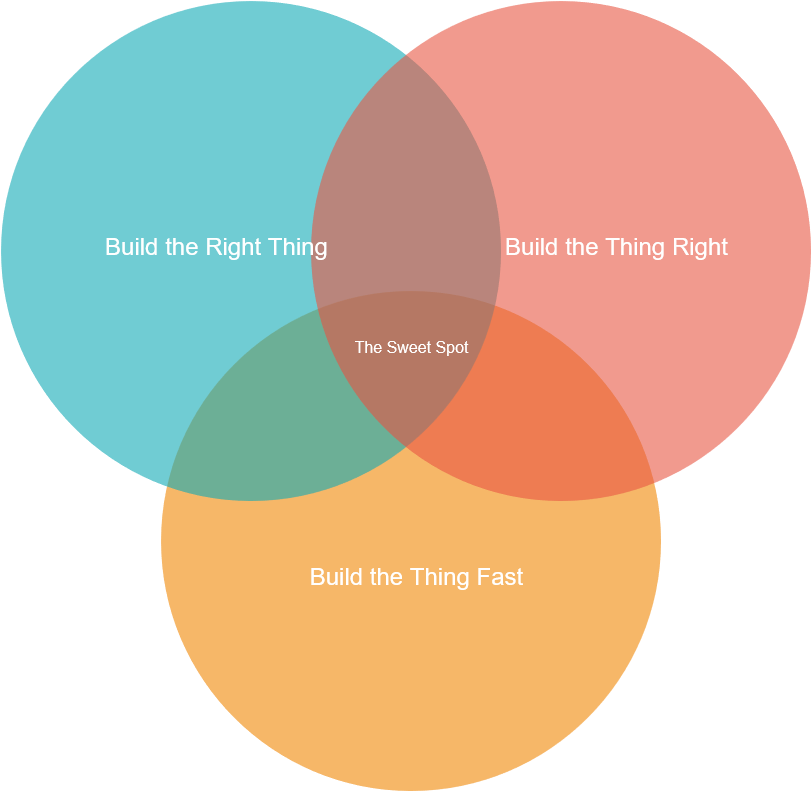 Build the Right Thing
Build the Thing Right
The Sweet Spot
Build the Thing Fast